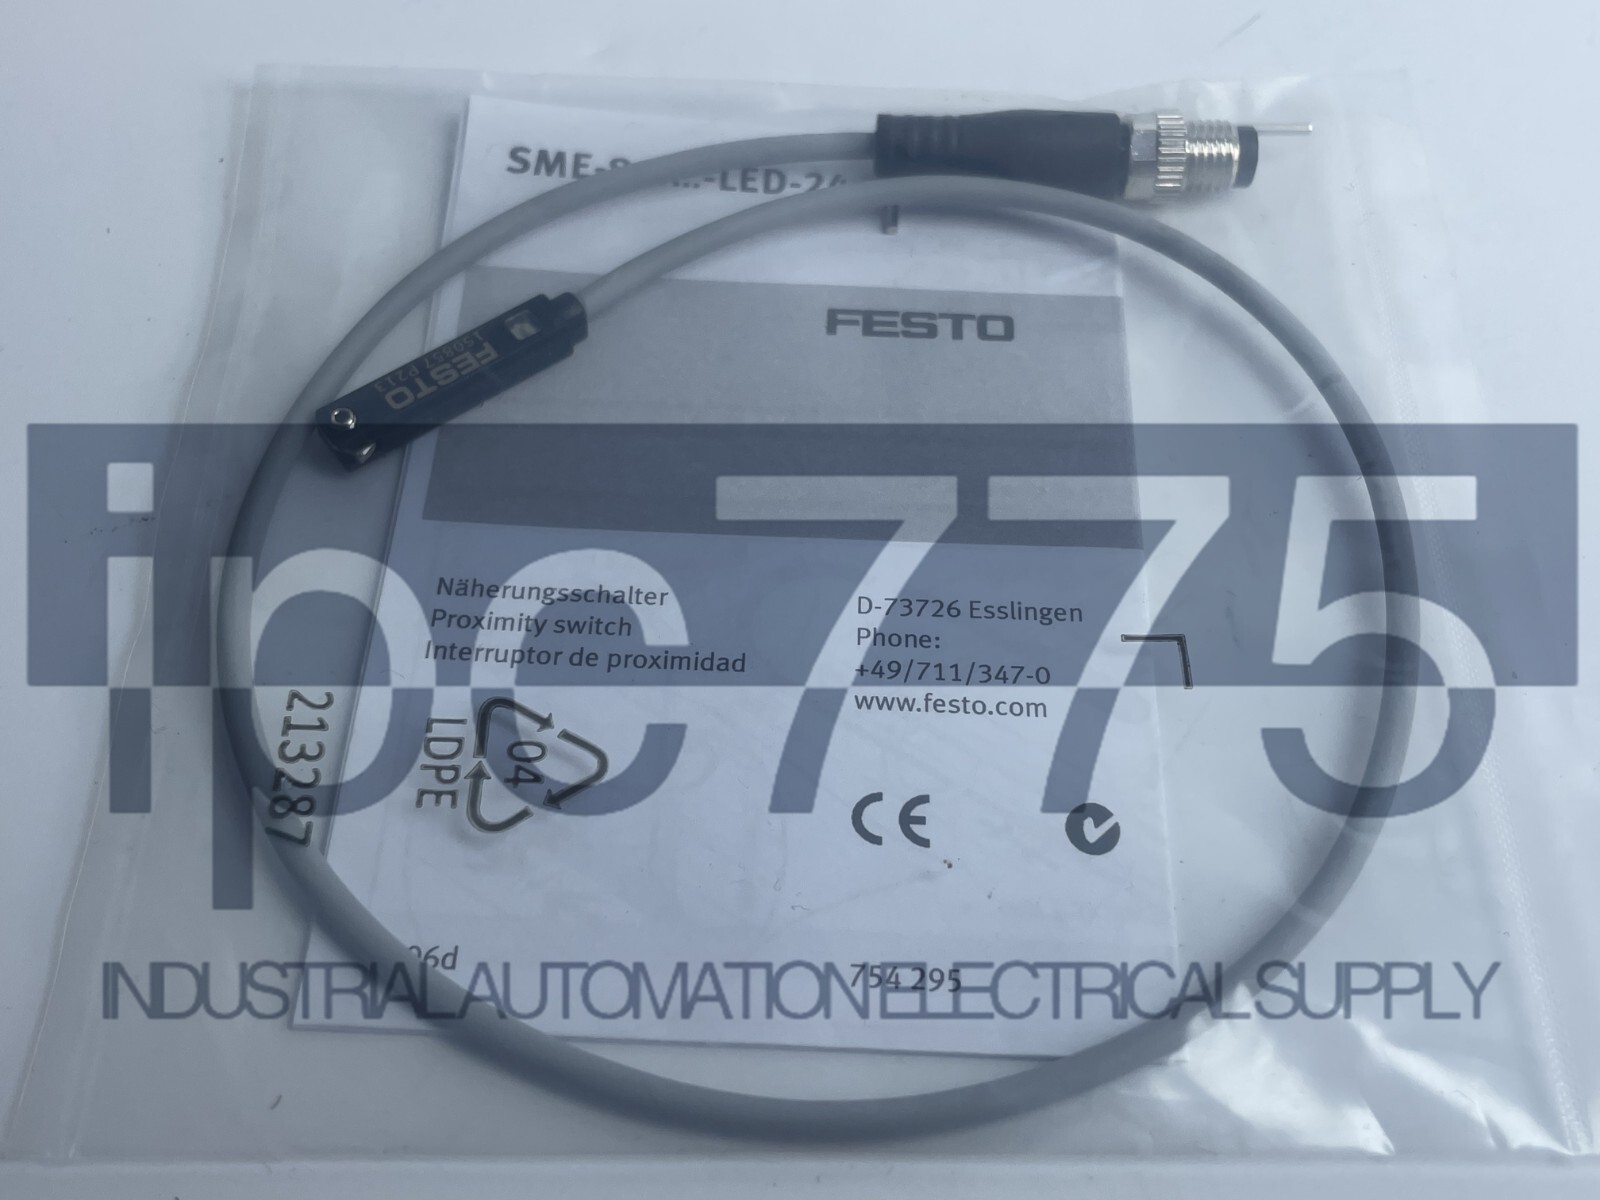 SME-8-...-LED-24
FESTO
FESTO
150857 P213
ipc775
Näherungsschalter
Proximity switch
Interruptor de proximidad
D-73726 Esslingen
Phone:
+49/711/347-0
www.festo.com
213287
LDPE
04
CE
06d
754 295
INDUSTRIAL AUTOMATION ELECTRICAL SUPPLY